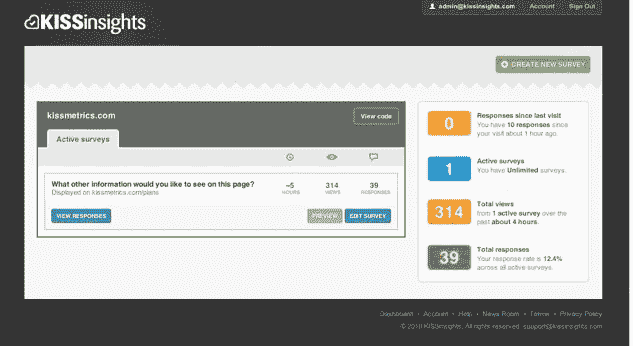 admin@kissinsights.com Account Sign Out
KISSinsights
CREATE NEW SURVEY
kissmetrics.com
View code
Active surveys
What other information would you like to see on this page?
Displayed on kissmetrics.com/plans
~5 HOURS
314 VIEWS
39 RESPONSES
VIEW RESPONSES
PREVIEW
EDIT SURVEY
0
Responses since last visit
You have 10 responses since
your visit about 1 hour ago.
1
Active surveys
You have Unlimited surveys.
314
Total views
from 1 active survey over the
past about 4 hours.
39
Total responses
Your response rate is 12.4%
across all active surveys.
Dashboard • Account • Help • News Room • Terms • Privacy Policy
© 2010 KISSinsights, All rights reserved. support@kissinsights.com